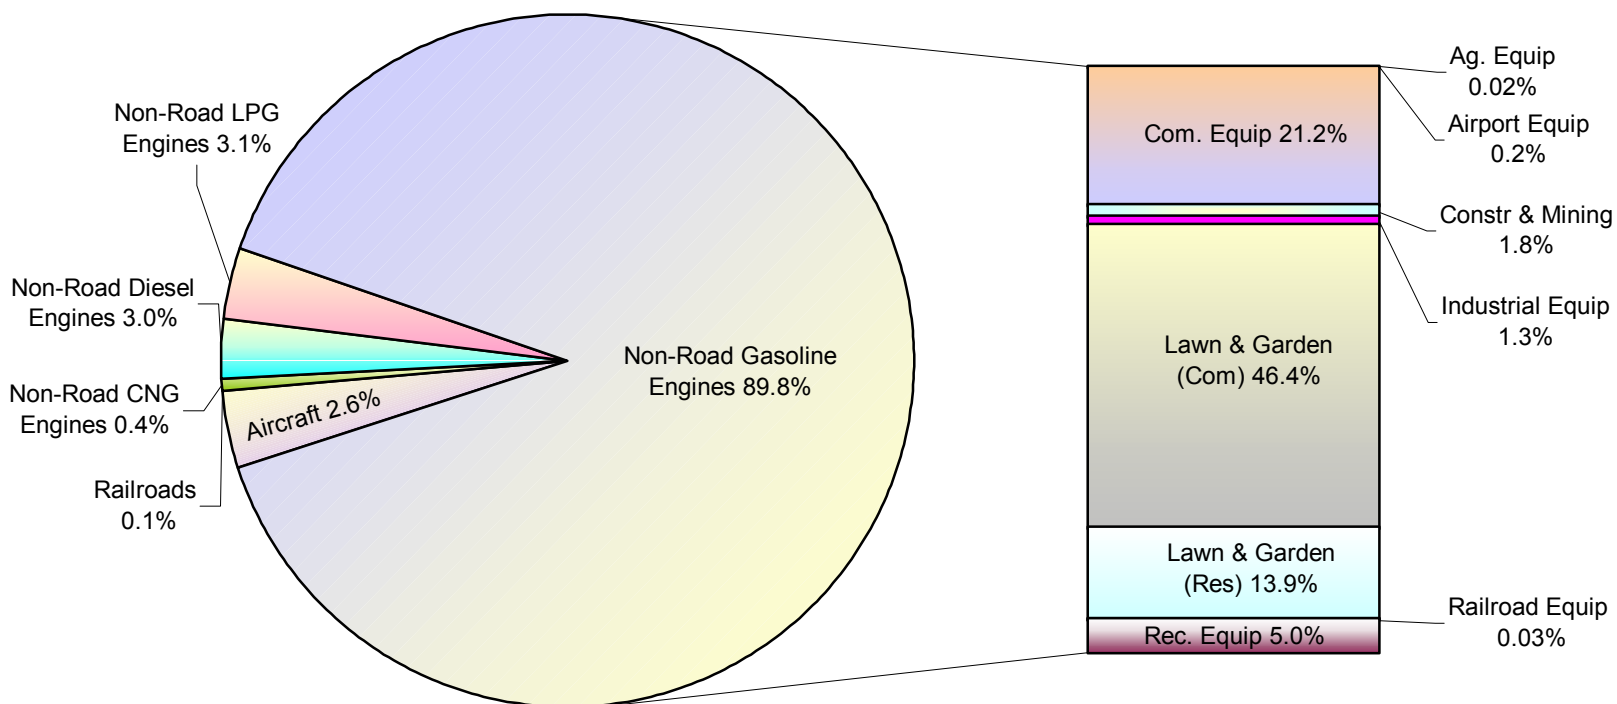 Non-Road LPG
Engines 3.1%
Non-Road Diesel
Engines 3.0%
Non-Road CNG
Engines 0.4%
Railroads
0.1%
Aircraft 2.6%
Non-Road Gasoline
Engines 89.8%
Com. Equip 21.2%
Lawn & Garden
(Com) 46.4%
Lawn & Garden
(Res) 13.9%
Rec. Equip 5.0%
Ag. Equip
0.02%
Airport Equip
0.2%
Constr & Mining
1.8%
Industrial Equip
1.3%
Railroad Equip
0.03%